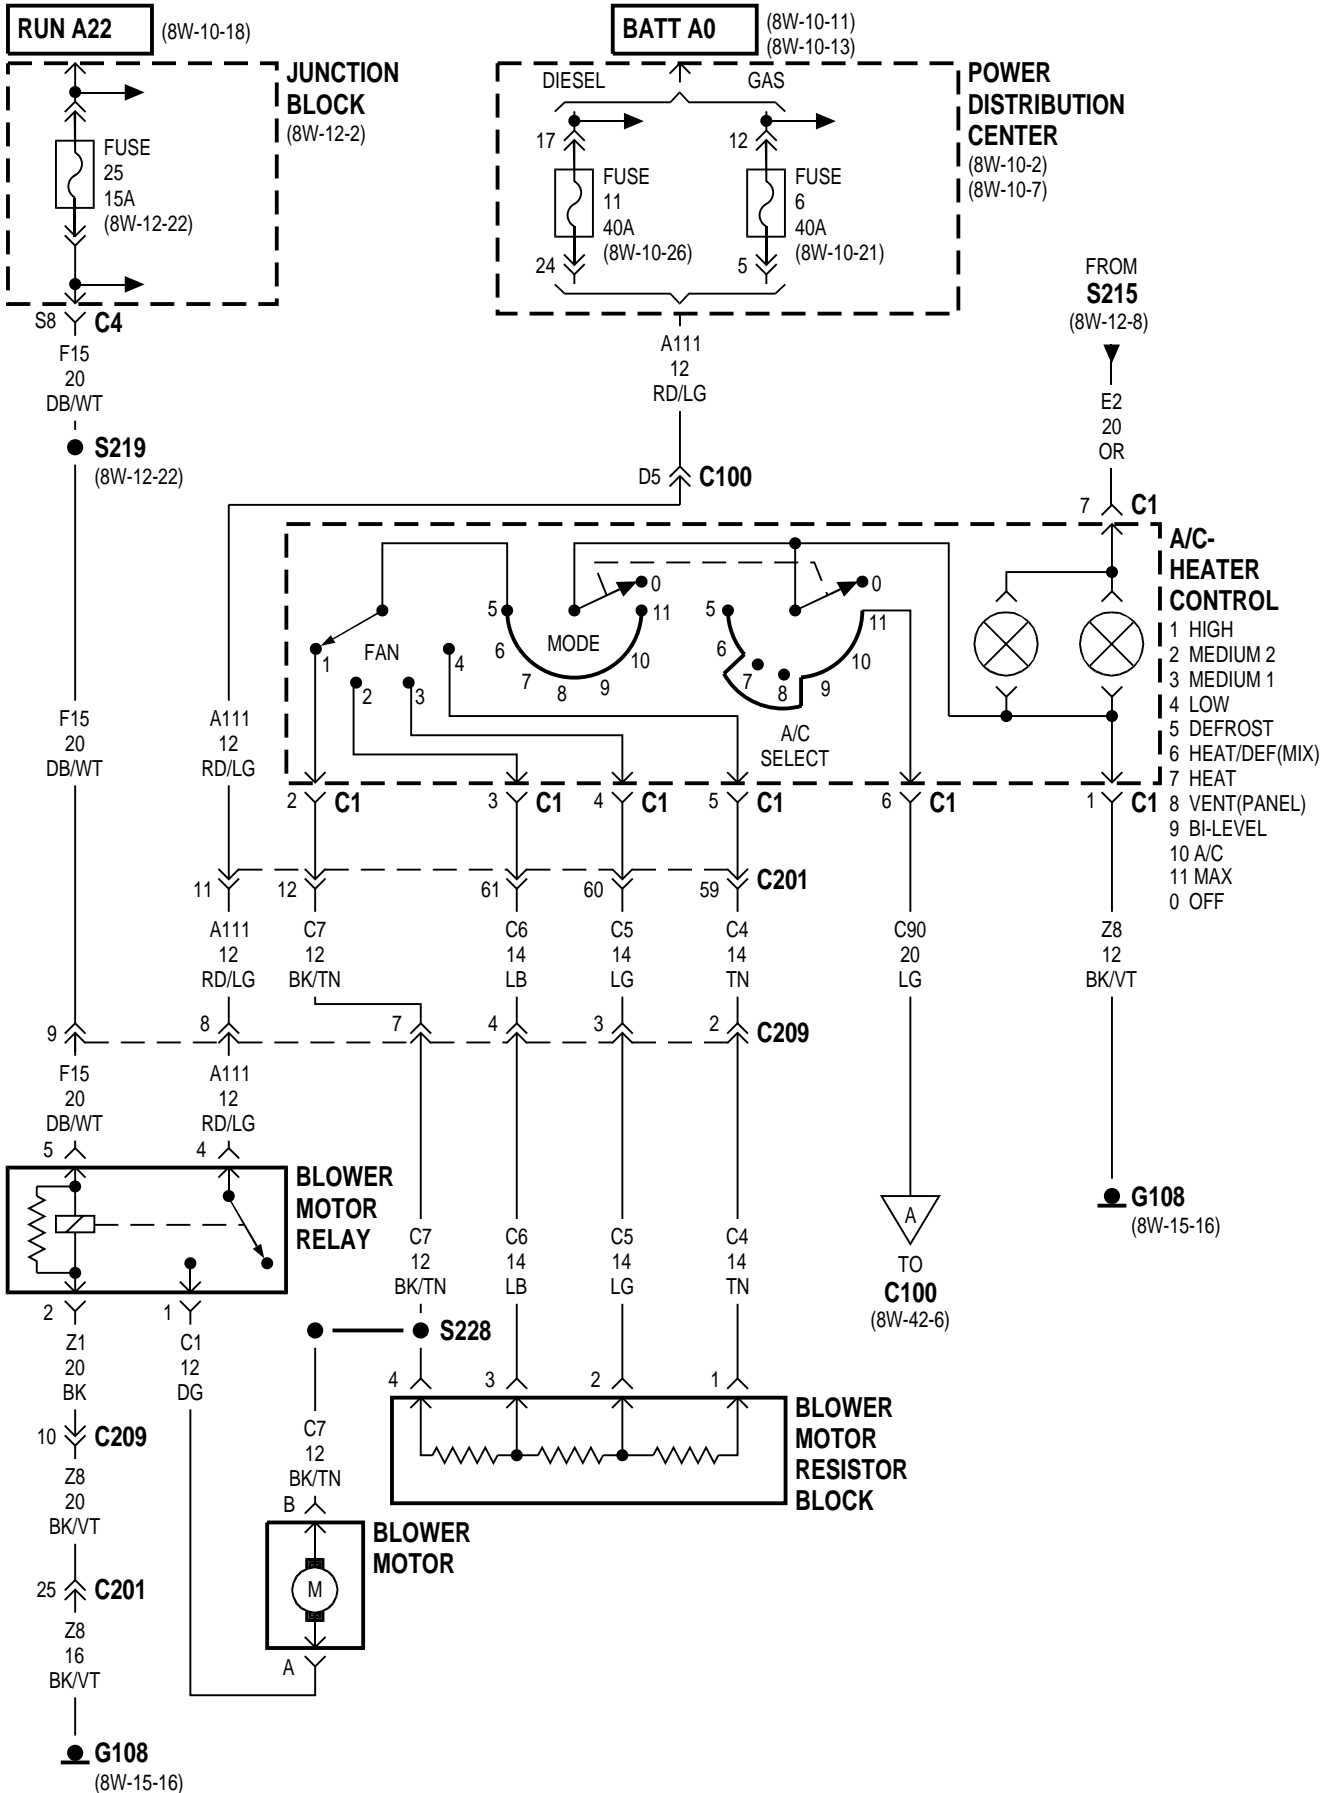 RUN A22
(8W-10-18)
BATT A0
(8W-10-11)
(8W-10-13)
JUNCTION
BLOCK
(8W-12-2)
FUSE
25
15A
(8W-12-22)
DIESEL
GAS
17
FUSE
11
40A
(8W-10-26)
24
12
FUSE
6
40A
(8W-10-21)
5
POWER
DISTRIBUTION
CENTER
(8W-10-2)
(8W-10-7)
S8
C4
F15
20
DB/WT
S219
(8W-12-22)
A111
12
RD/LG
D5
C100
FROM
S215
(8W-12-8)
E2
20
OR
7
C1
A/C-
HEATER
CONTROL
1 HIGH
2 MEDIUM 2
3 MEDIUM 1
4 LOW
5 DEFROST
6 HEAT/DEF(MIX)
7 HEAT
8 VENT(PANEL)
9 BI-LEVEL
10 A/C
11 MAX
0 OFF
FAN
1
2
3
4
MODE
0
5
6
7
8
9
10
11
A/C
SELECT
0
5
6
7
8
9
10
11
F15
20
DB/WT
A111
12
RD/LG
2
C1
3
C1
4
C1
5
C1
6
C1
1
C1
11
12
61
60
59
C201
A111
12
RD/LG
C7
12
BK/TN
C6
14
LB
C5
14
LG
C4
14
TN
C90
20
LG
Z8
12
BK/VT
9
8
7
4
3
2
C209
F15
20
DB/WT
A111
12
RD/LG
5
4
BLOWER
MOTOR
RELAY
C7
12
BK/TN
C6
14
LB
C5
14
LG
C4
14
TN
A
TO
C100
(8W-42-6)
G108
(8W-15-16)
2
1
Z1
20
BK
C1
12
DG
S228
4
3
2
1
BLOWER
MOTOR
RESISTOR
BLOCK
10
C209
Z8
20
BK/VT
C7
12
BK/TN
B
BLOWER
MOTOR
M
A
25
C201
Z8
16
BK/VT
G108
(8W-15-16)